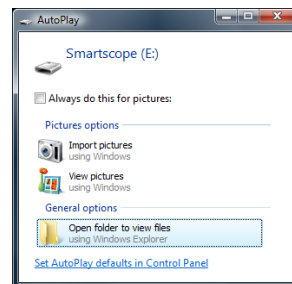 AutoPlay
Smartscope (E:)
Always do this for pictures:
Pictures options
Import pictures
using Windows
View pictures
using Windows
General options
Open folder to view files
using Windows Explorer
Set AutoPlay defaults in Control Panel